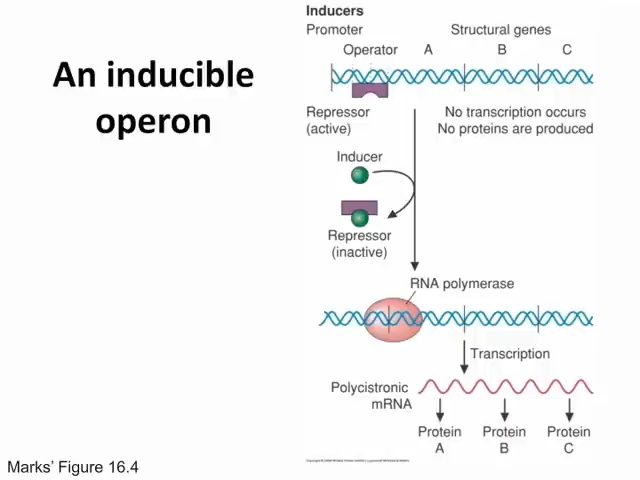 An inducible
operon
Inducers
Promoter
Structural genes
Operator
A
B
C
Repressor
(active)
No transcription occurs
No proteins are produced
Inducer
Repressor
(inactive)
RNA polymerase
Transcription
Polycistronic
mRNA
Protein
A
Protein
B
Protein
C
Marks' Figure 16.4